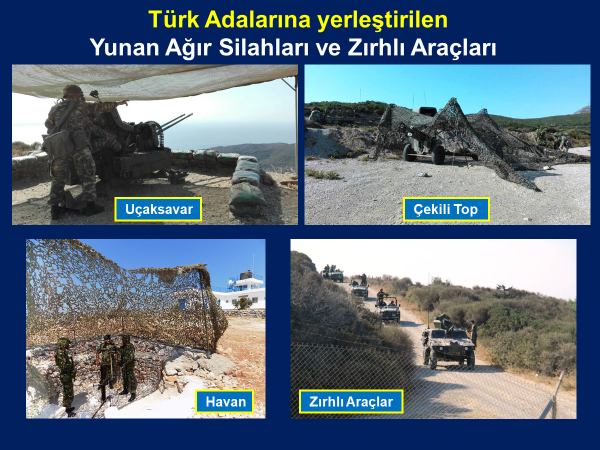 Türk Adalarına yerleştirilen
Yunan Ağır Silahları ve Zırhlı Araçları
Uçaksavar
Çekili Top
Havan
Zırhlı Araçlar